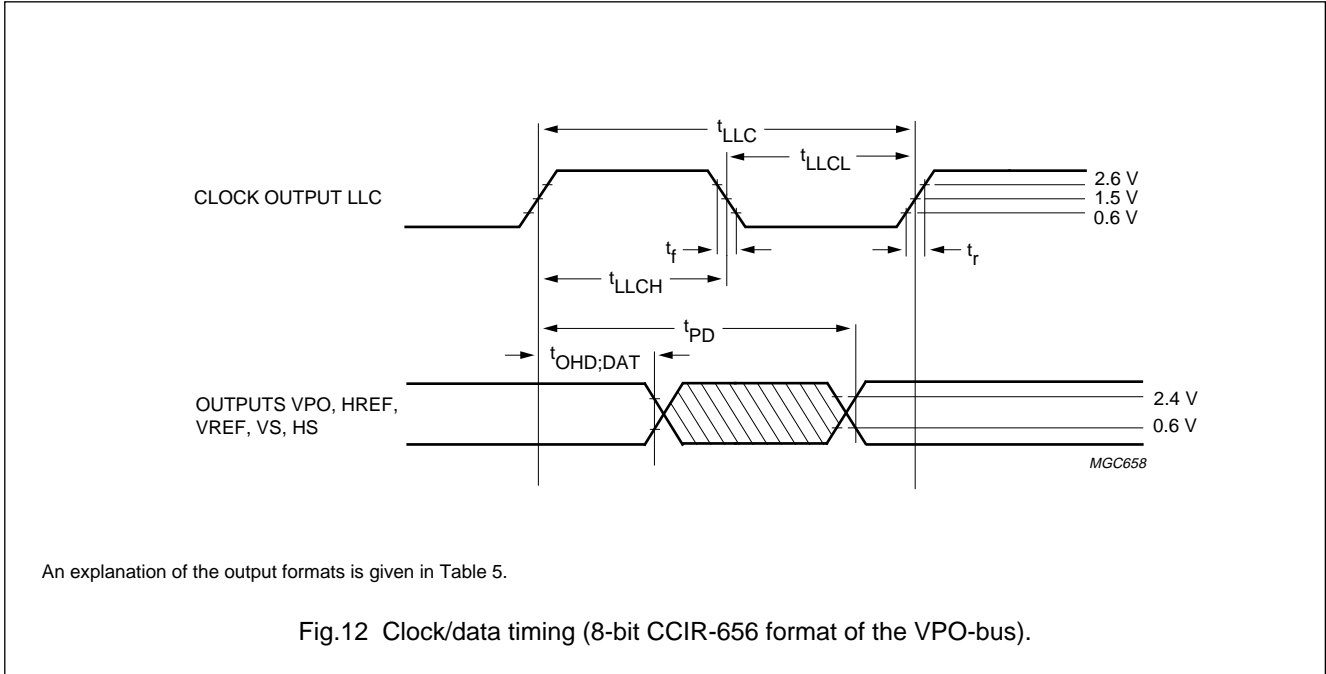 tLLC
tLLCL
CLOCK OUTPUT LLC
2.6 V
1.5 V
0.6 V
tf
tr
tLLCH
tPD
tOHD;DAT
OUTPUTS VPO, HREF,
VREF, VS, HS
2.4 V
0.6 V
MGC658
An explanation of the output formats is given in Table 5.
Fig.12 Clock/data timing (8-bit CCIR-656 format of the VPO-bus).